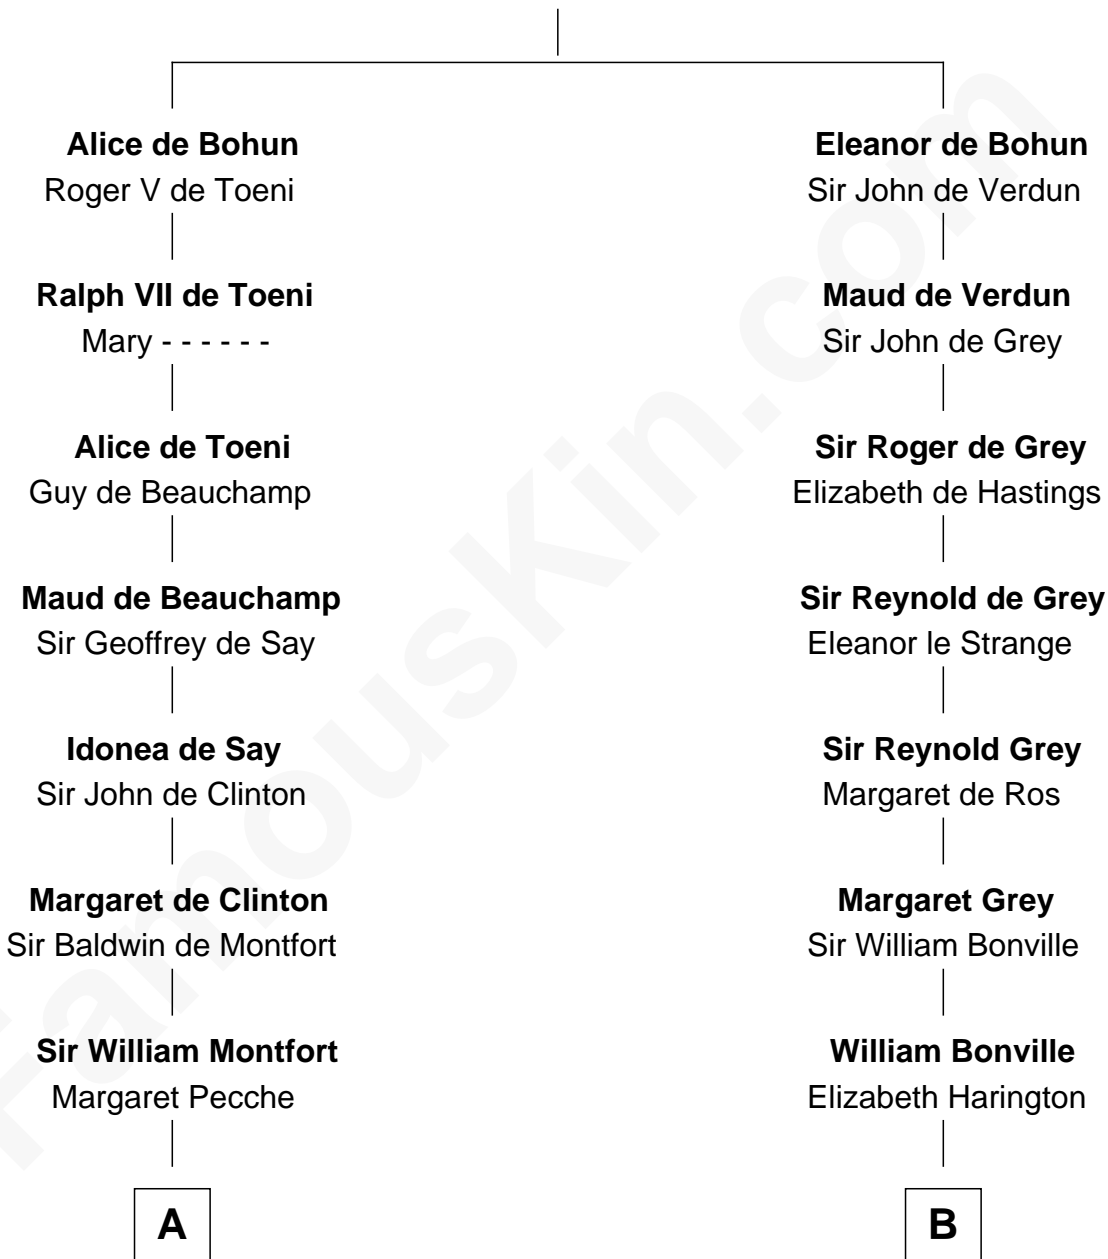 Alice de Bohun
Roger V de Toeni
Ralph VII de Toeni
Mary - - - - - -
Alice de Toeni
Guy de Beauchamp
Maud de Beauchamp
Sir Geoffrey de Say
Idonea de Say
Sir John de Clinton
Margaret de Clinton
Sir Baldwin de Montfort
Sir William Montfort
Margaret Pecche
A
Eleanor de Bohun
Sir John de Verdun
Maud de Verdun
Sir John de Grey
Sir Roger de Grey
Elizabeth de Hastings
Sir Reynold de Grey
Eleanor le Strange
Sir Reynold Grey
Margaret de Ros
Margaret Grey
Sir William Bonville
William Bonville
Elizabeth Harington
B
FamousKin.com